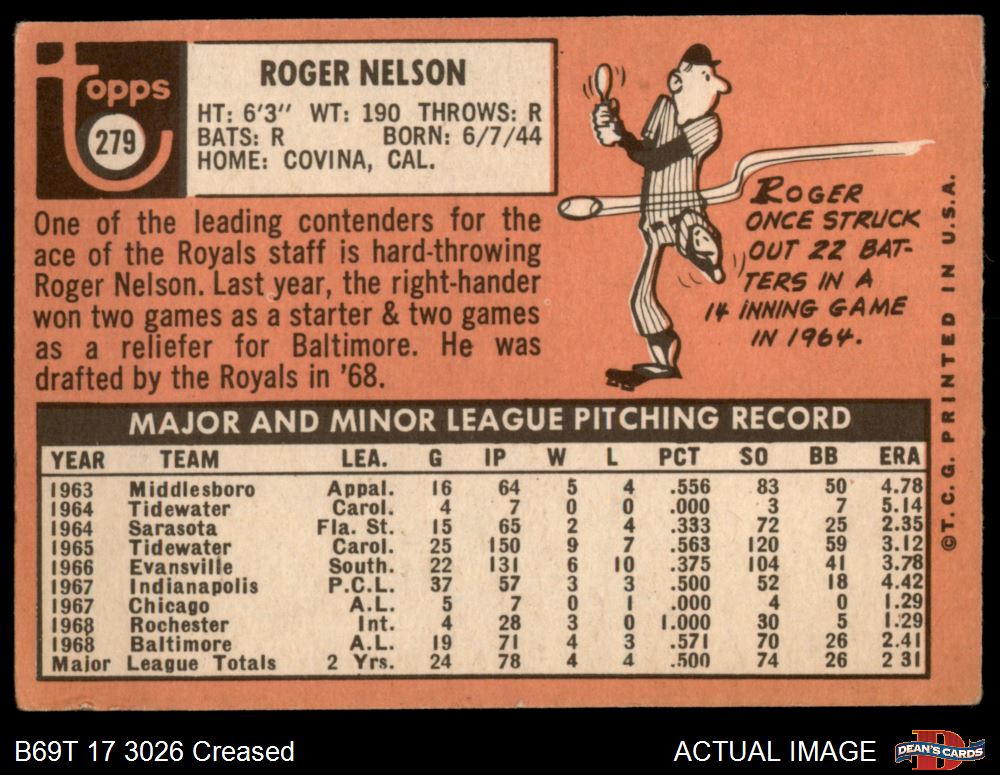 Topps
279
ROGER NELSON
HT: 6'3" WT: 190 THROWS: R
BATS: R BORN: 6/7/44
HOME: COVINA, CAL.
One of the leading contenders for the
ace of the Royals staff is hard-throwing
Roger Nelson. Last year, the right-hander
won two games as a starter & two games
as a reliefer for Baltimore. He was
drafted by the Royals in '68.
ROGER
ONCE STRUCK
OUT 22 BAT-
TERS IN A
14 INNING GAME
IN 1964.
©T. C. G. PRINTED IN U.S.A.
MAJOR AND MINOR LEAGUE PITCHING RECORD
YEAR TEAM LEA. G IP W L PCT SO BB ERA
1963 Middlesboro Appal. 16 64 5 4 .556 83 50 4.78
1964 Tidewater Carol. 4 7 0 0 .000 3 7 5.14
1964 Sarasota Fla. St. 15 65 2 4 .333 72 25 2.35
1965 Tidewater Carol. 25 150 9 7 .563 120 59 3.12
1966 Evansville South. 22 131 6 10 .375 104 41 3.78
1967 Indianapolis P.C.L. 37 57 3 3 .500 52 18 4.42
1967 Chicago A.L. 5 7 0 1 .000 4 0 1.29
1968 Rochester Int. 4 28 3 0 1.000 30 5 1.29
1968 Baltimore A.L. 19 71 4 3 .571 70 26 2.41
Major League Totals 2 Yrs. 24 78 4 4 .500 74 26 2 31
B69T 17 3026 Creased
ACTUAL IMAGE
DEAN'S CARDS